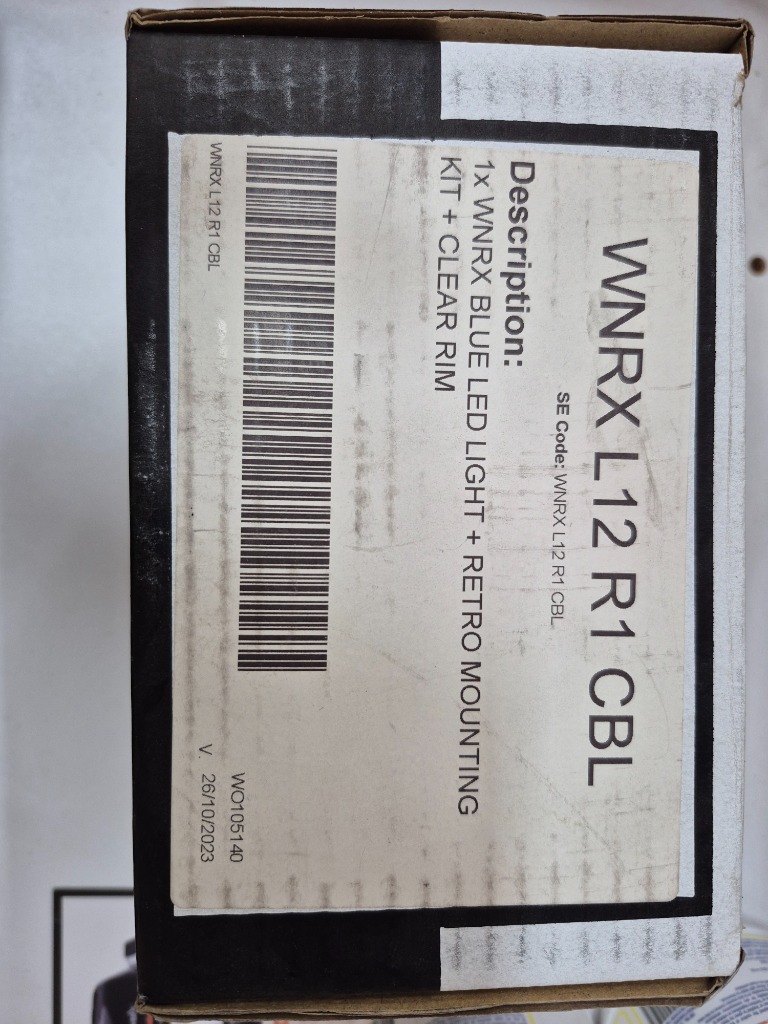 WNRX L12 R1 CBL
SE Code: WNRX L12 R1 CBL
Description:
1x WNRX BLUE LED LIGHT + RETRO MOUNTING
KIT + CLEAR RIM
WNRX L12 R1 CBL
WO105140
V. 26/10/2023